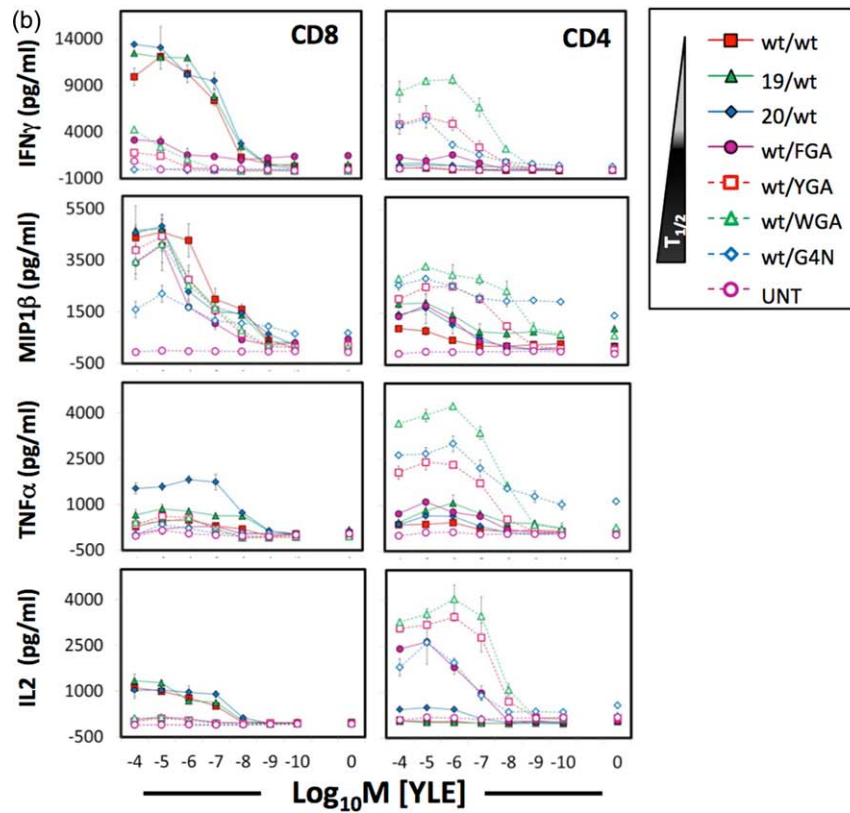 (b)
CD8 CD4
IFNγ (pg/ml)
14000
9000
4000
-1000
MIP1β (pg/ml)
5500
3500
1500
-500
TNFα (pg/ml)
4000
2500
1000
-500
IL2 (pg/ml)
4000
2500
1000
-500
-4 -5 -6 -7 -8 -9 -10 0 -4 -5 -6 -7 -8 -9 -10 0
Log₁₀M [YLE]
T₁/₂
wt/wt
19/wt
20/wt
wt/FGA
wt/YGA
wt/WGA
wt/G4N
UNT